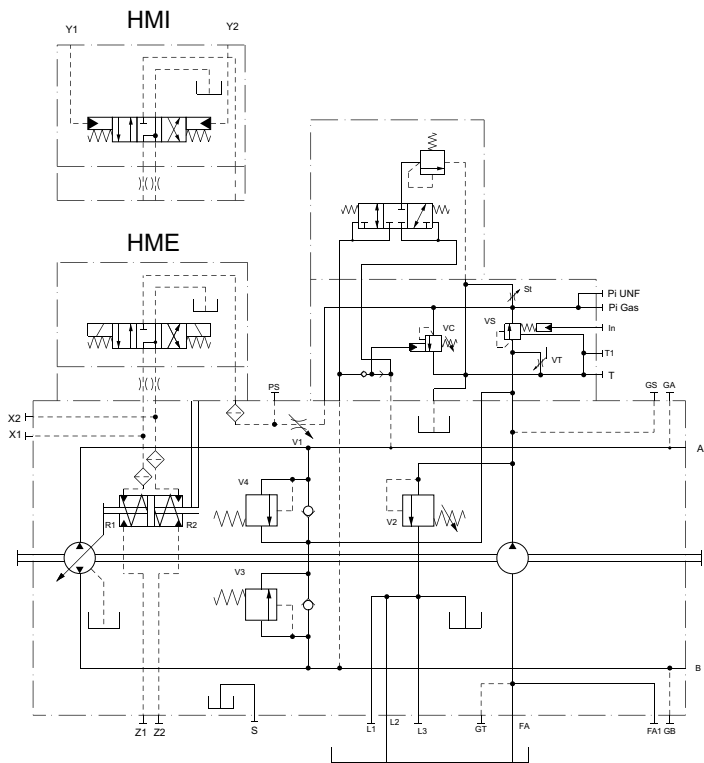 HMI
Y1
Y2
HME
St
Pi UNF
Pi Gas
VC
VS
In
VT
T1
T
X2
X1
PS
GS
GA
V1
A
V4
V2
R1
R2
V3
B
Z1
Z2
S
L1
L2
L3
GT
FA
FA1
GB